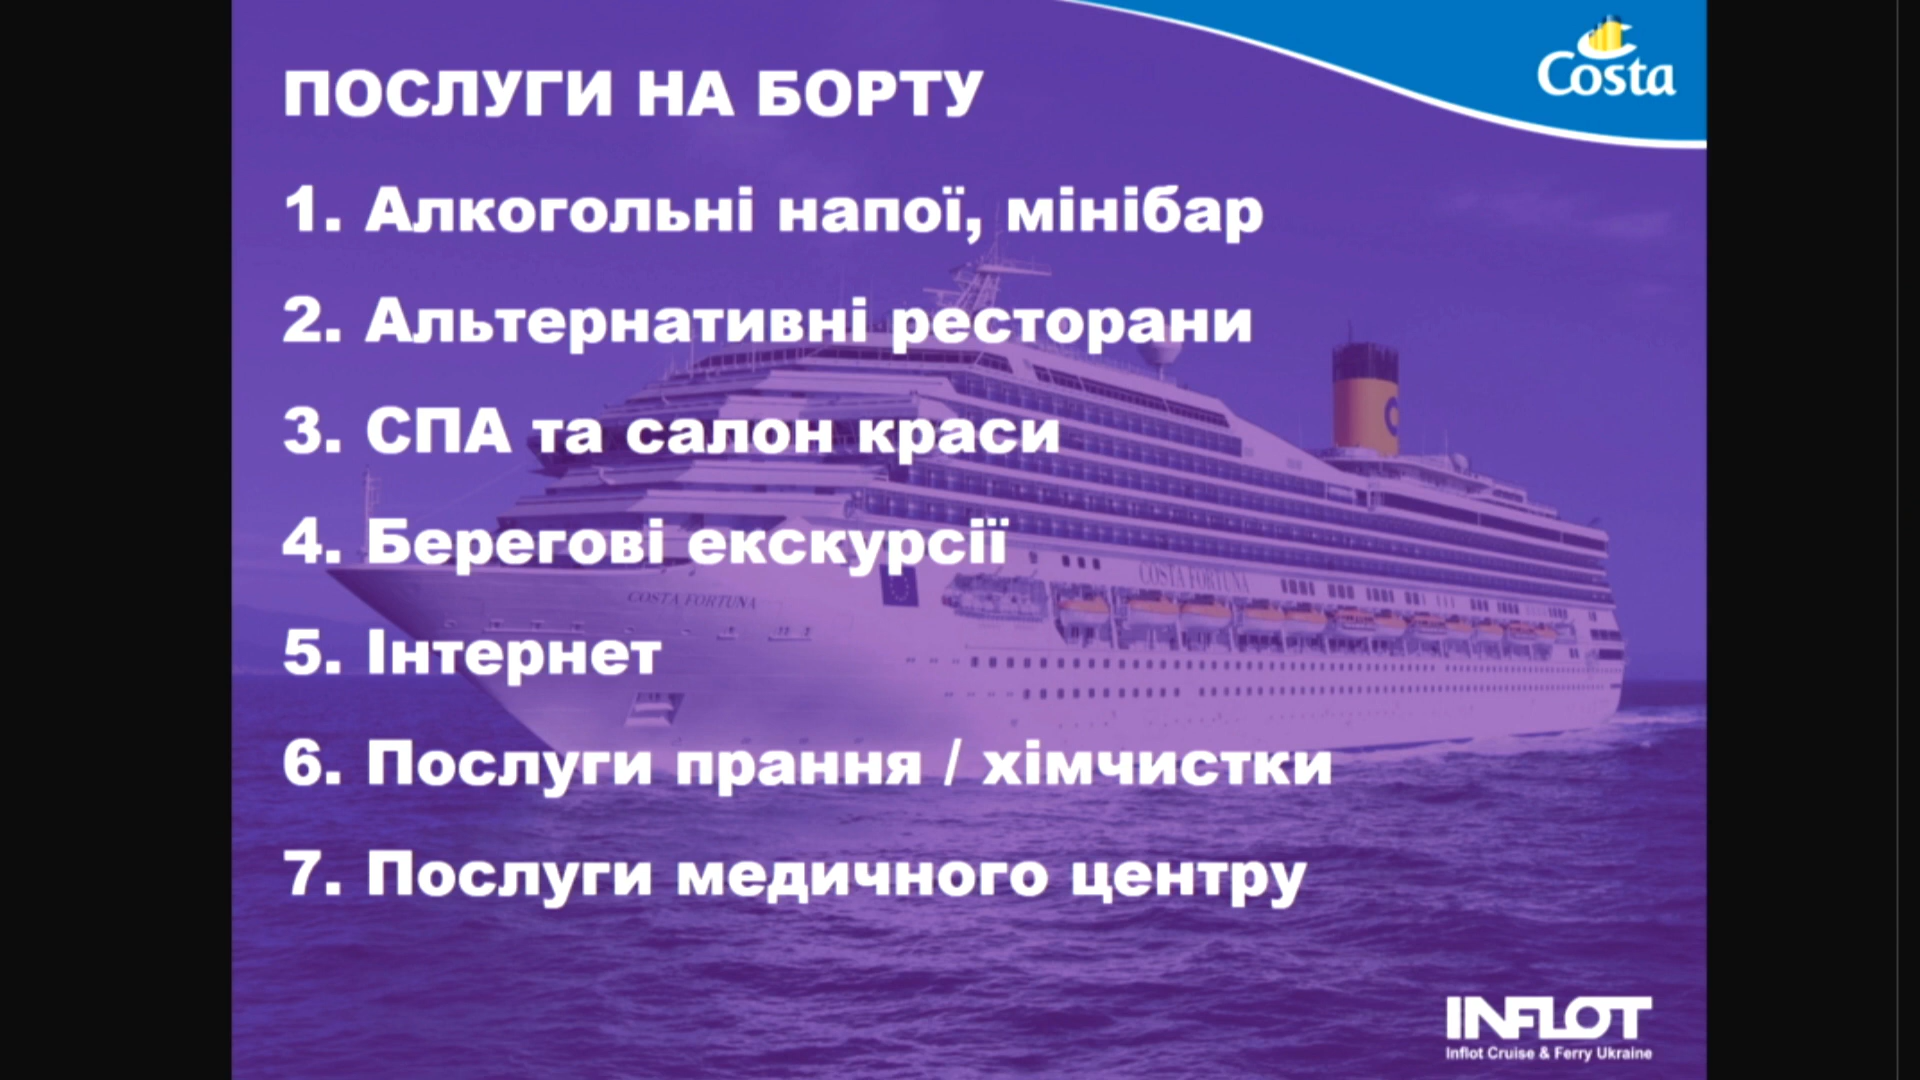 Costa
ПОСЛУГИ НА БОРТУ
1. Алкогольні напої, мінібар
2. Альтернативні ресторани
3. СПА та салон краси
4. Берегові екскурсії
COSTA FORTUNA
COSTA FORTUNA
5. Інтернет
6. Послуги прання / хімчистки
7. Послуги медичного центру
INFLOT
Inflot Cruise & Ferry Ukraine